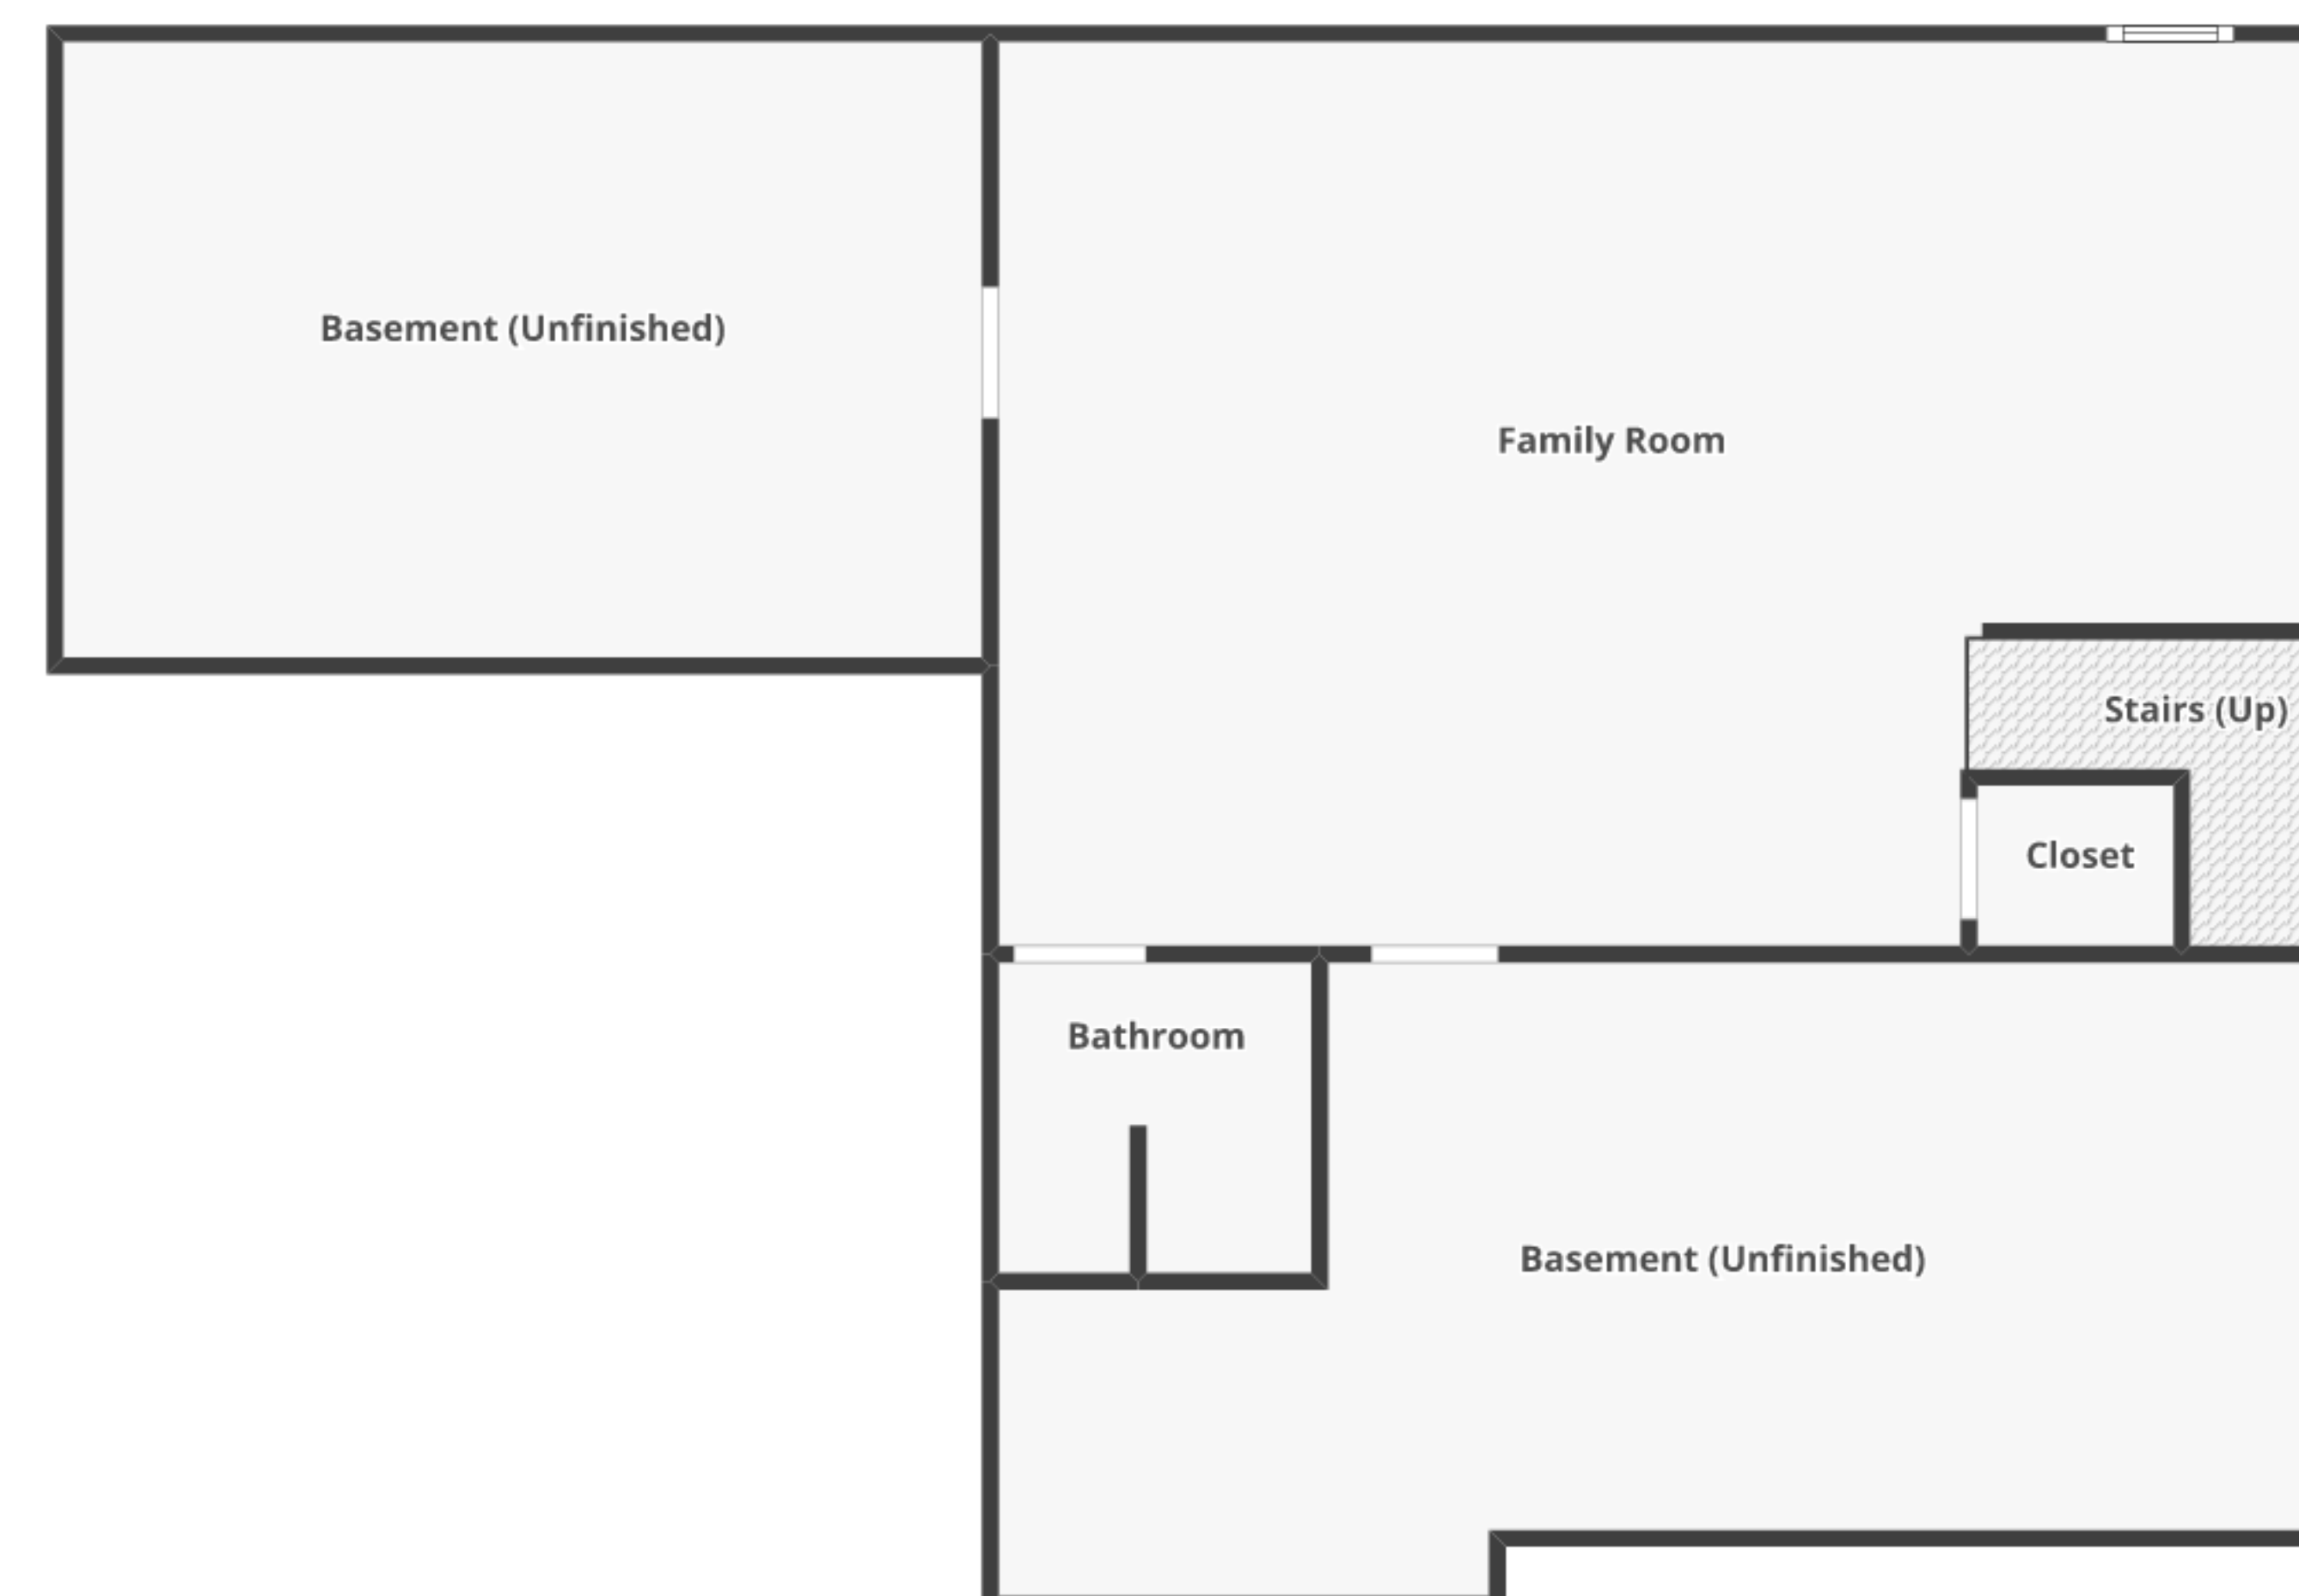 Basement (Unfinished)
Family Room
Stairs (Up)
Closet
Bathroom
Basement (Unfinished)